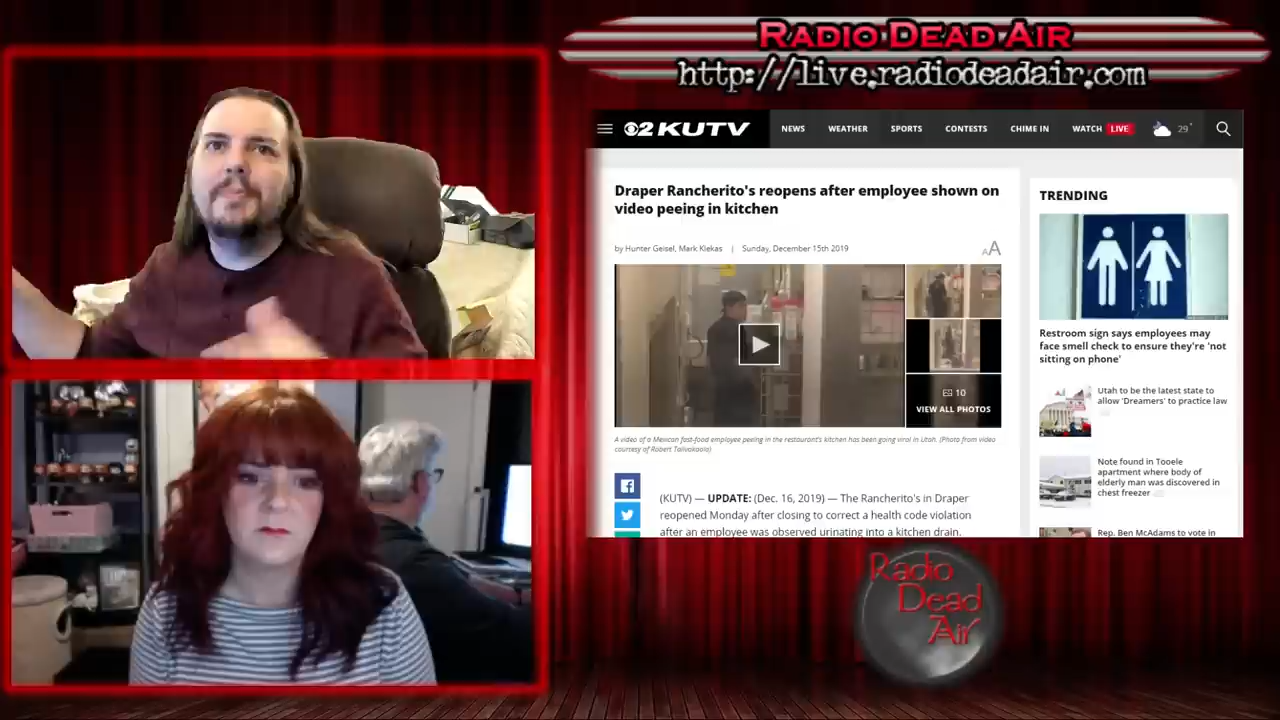 RADIO DEAD AIR
http://live.radiodeadair.com
2 KUTV
NEWS
WEATHER
SPORTS
CONTESTS
CHIME IN
WATCH LIVE
29°
Draper Rancherito's reopens after employee shown on
video peeing in kitchen
by Hunter Geisel, Mark Klekas | Sunday, December 15th 2019
AA
10
VIEW ALL PHOTOS
A video of a Mexican fast-food employee peeing in the restaurant's kitchen has been going viral in Utah. (Photo from video
courtesy of Robert
(KUTV) — UPDATE: (Dec. 16, 2019) — The Rancherito's in Draper
reopened Monday after closing to correct a health code violation
after an employee was observed urinating into a kitchen drain.
TRENDING
Restroom sign says employees may
face smell check to ensure they're 'not
sitting on phone'
Utah to be the latest state to
allow 'Dreamers' to practice law
Note found in Tooele
apartment where body of
elderly man was discovered in
chest freezer
Rep. Ben McAdams to vote in
Radio
Dead
Air